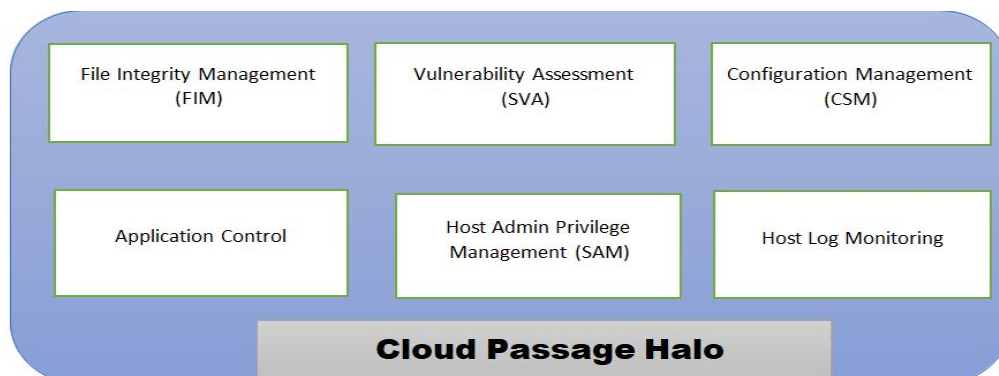 File Integrity Management
(FIM)
Vulnerability Assessment
(SVA)
Configuration Management
(CSM)
Application Control
Host Admin Privilege
Management (SAM)
Host Log Monitoring
Cloud Passage Halo